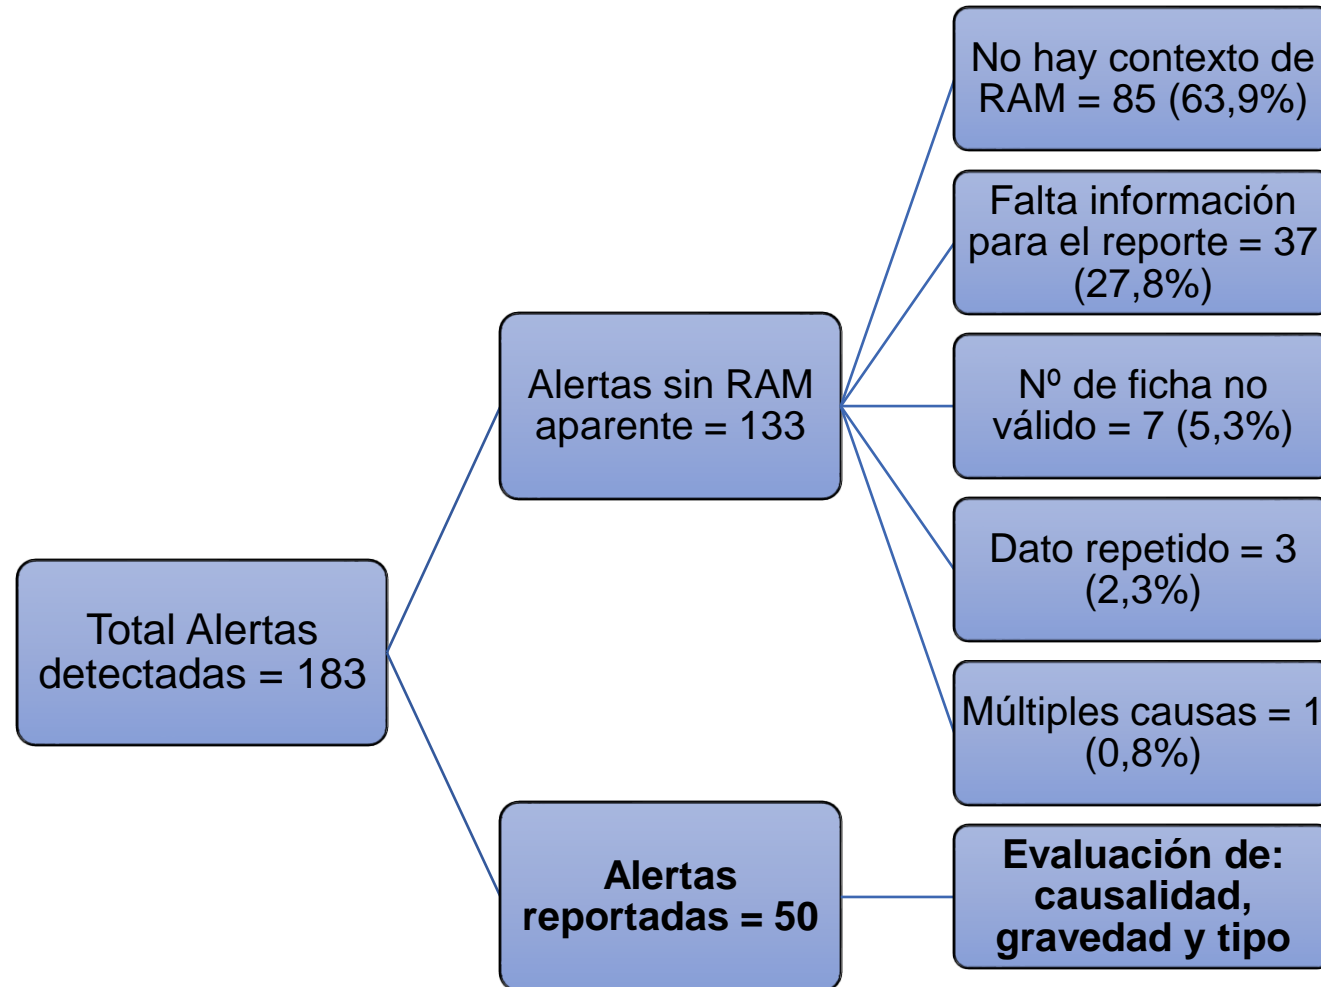 No hay contexto de
RAM = 85 (63,9%)
Falta información
para el reporte = 37
(27,8%)
Alertas sin RAM
aparente = 133
Nº de ficha no
válido = 7 (5,3%)
Dato repetido = 3
(2,3%)
Total Alertas
detectadas = 183
Múltiples causas = 1
(0,8%)
Alertas
reportadas = 50
Evaluación de:
causalidad,
gravedad y tipo